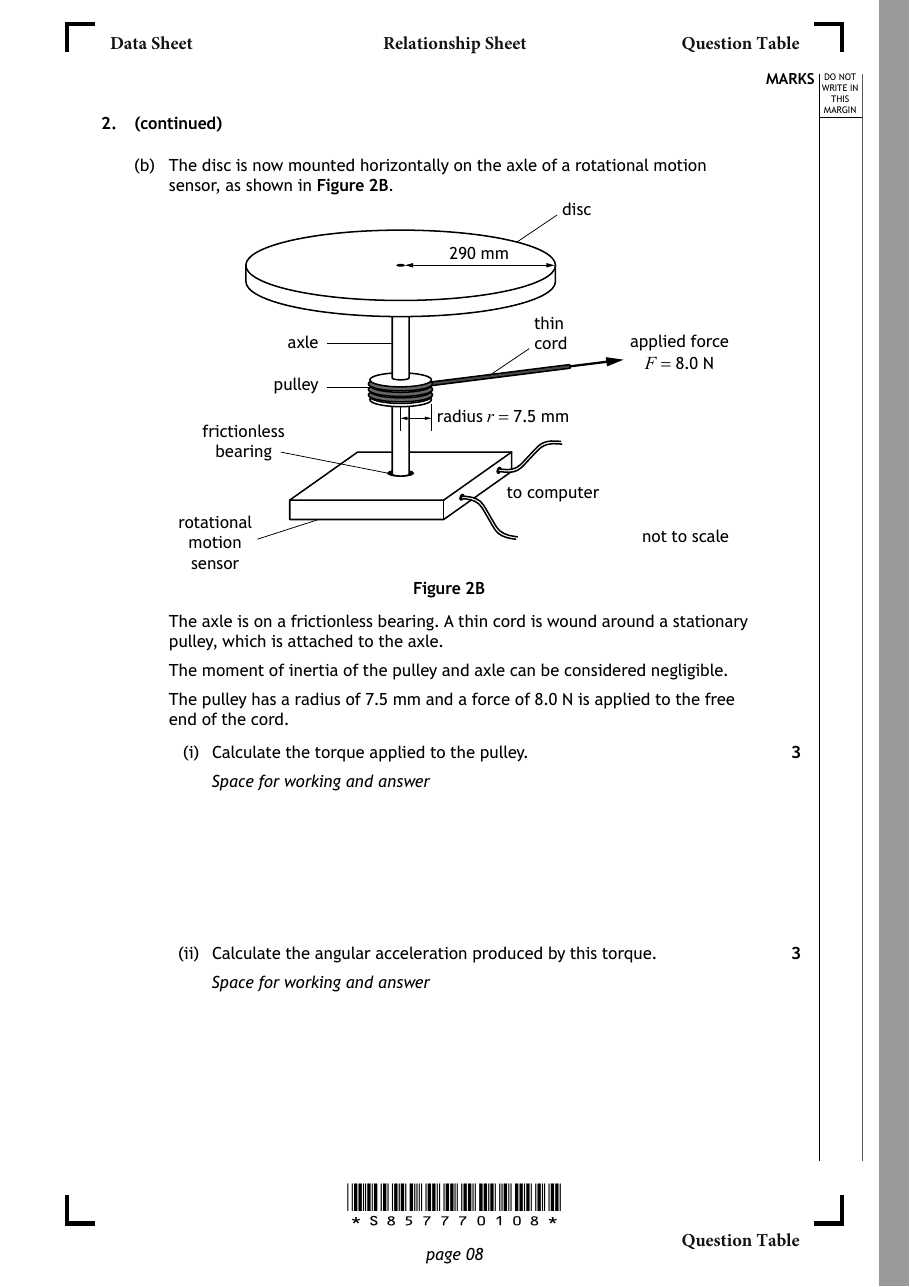 Data Sheet Relationship Sheet Question Table
MARKS
DO NOT
WRITE IN
THIS
MARGIN
2. (continued)
(b) The disc is now mounted horizontally on the axle of a rotational motion
sensor, as shown in Figure 2B.
disc
290 mm
thin
cord
axle
applied force
F = 8.0 N
pulley
radius r = 7.5 mm
frictionless
bearing
to computer
rotational
motion
sensor
not to scale
Figure 2B
The axle is on a frictionless bearing. A thin cord is wound around a stationary
pulley, which is attached to the axle.
The moment of inertia of the pulley and axle can be considered negligible.
The pulley has a radius of 7.5 mm and a force of 8.0 N is applied to the free
end of the cord.
(i) Calculate the torque applied to the pulley. 3
Space for working and answer
(ii) Calculate the angular acceleration produced by this torque. 3
Space for working and answer
* S 8 5 7 7 7 0 1 0 8 *
Question Table
page 08